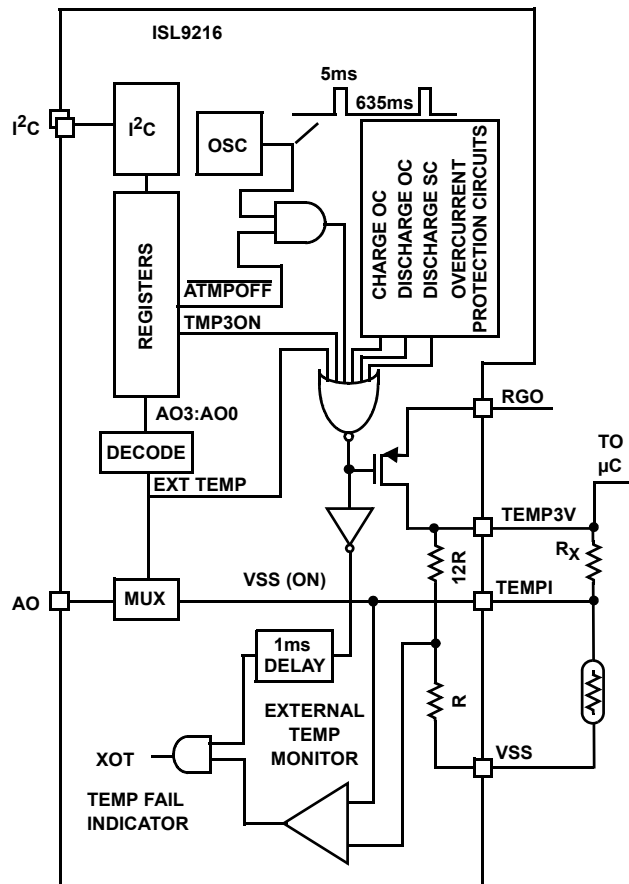 ISL9216
5ms
635ms
I²C
I²C
OSC
CHARGE OC
DISCHARGE OC
DISCHARGE SC
OVERCURRENT
PROTECTION CIRCUITS
REGISTERS
ATMPOFF
TMP3ON
AO3:AO0
RGO
DECODE
TO
µC
EXT TEMP
TEMP3V
12R
RX
VSS (ON)
AO
MUX
TEMPI
1ms
DELAY
R
EXTERNAL
TEMP
MONITOR
VSS
XOT
TEMP FAIL
INDICATOR